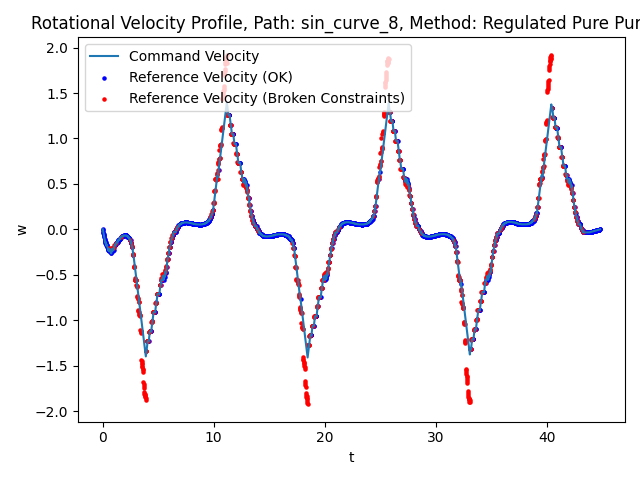 Rotational Velocity Profile, Path: sin_curve_8, Method: Regulated Pure Pur
Command Velocity
Reference Velocity (OK)
Reference Velocity (Broken Constraints)
2.0
1.5
1.0
0.5
0.0
−0.5
−1.0
−1.5
−2.0
w
0
10
20
30
40
t